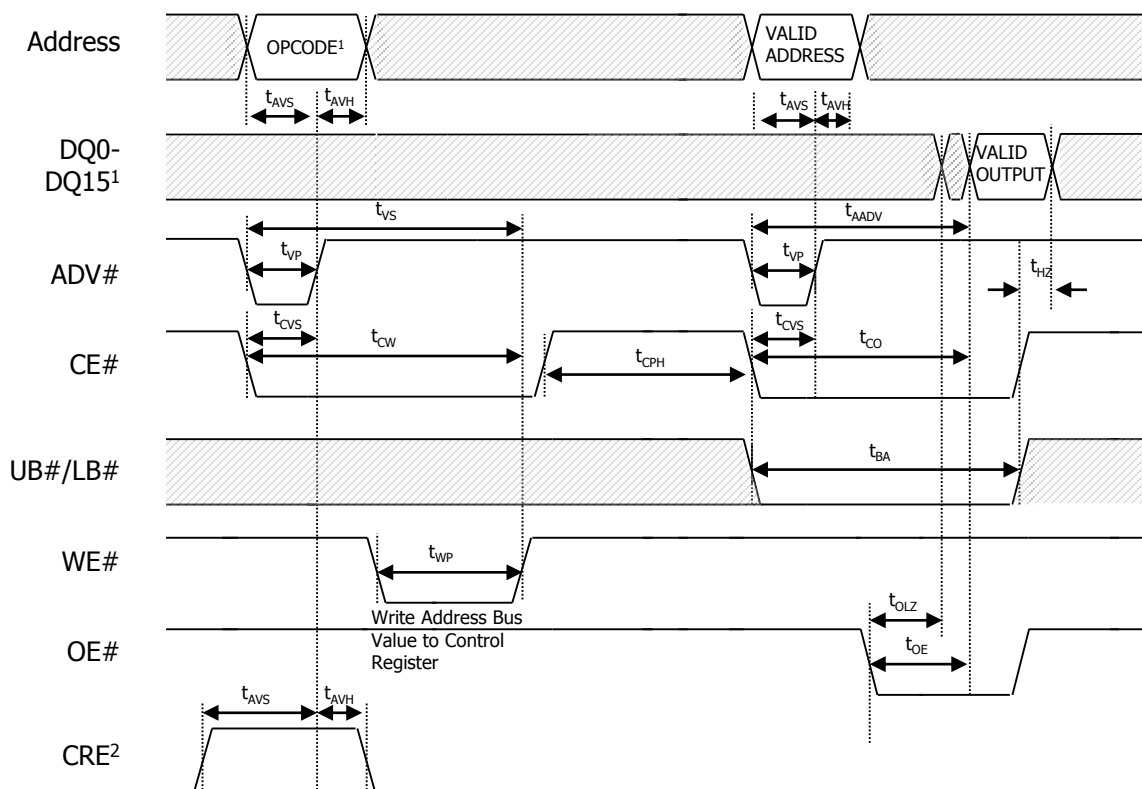 Address
OPCODE¹
VALID
ADDRESS
tAVS
tAVH
tAVS
tAVH
DQ0-
DQ15¹
VALID
OUTPUT
tVS
tAADV
ADV#
tVP
tVP
tHZ
CE#
tCVS
tCW
tCPH
tCVS
tCO
UB#/LB#
tBA
WE#
tWP
Write Address Bus
Value to Control
Register
OE#
tOLZ
tOE
CRE²
tAVS
tAVH